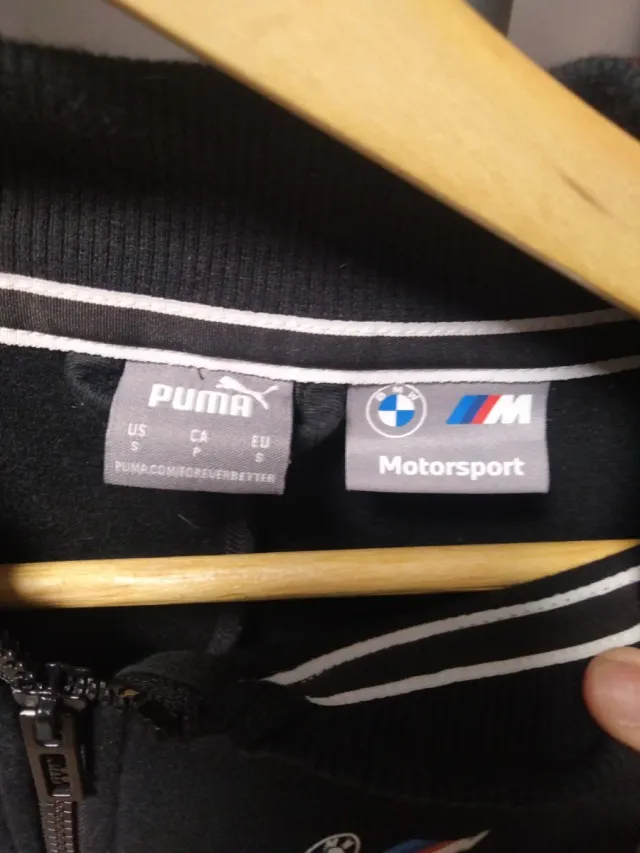 PUMA
US CA EU
S P S
PUMA.COM/FOREVERBETTER
BMW
M
Motorsport